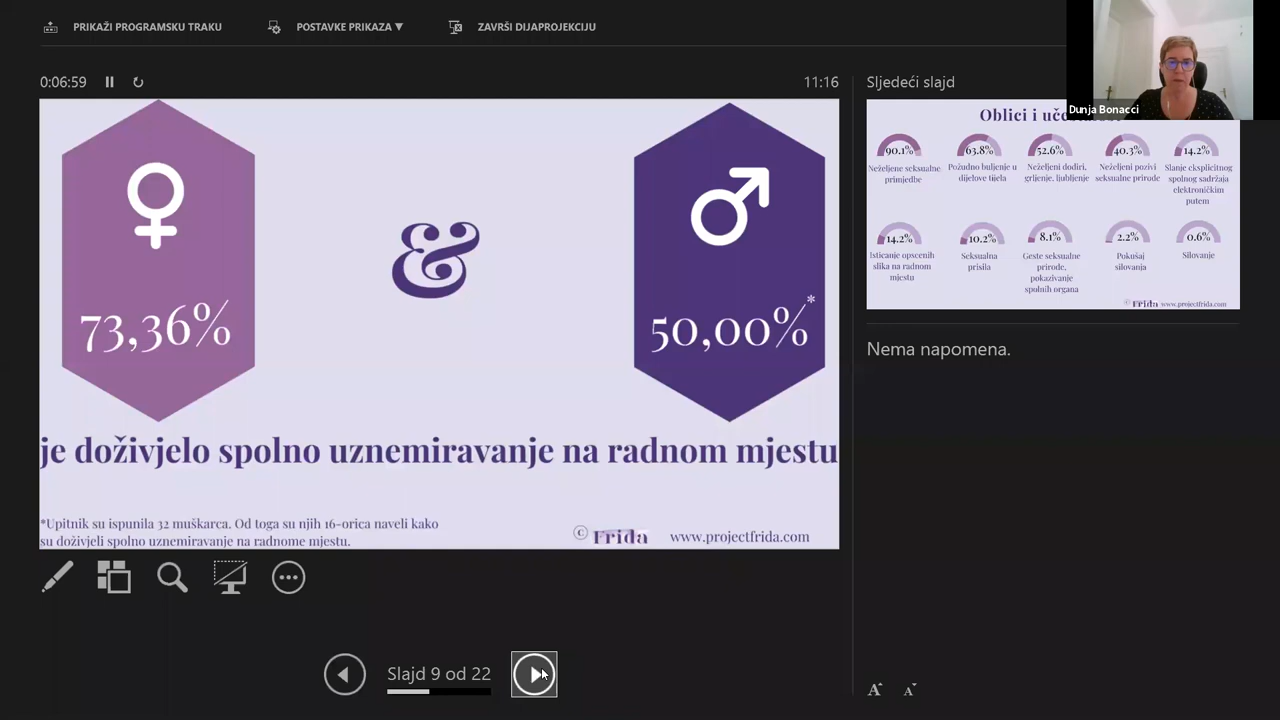 PRIKAŽI PROGRAMSKU TRAKU
POSTAVKE PRIKAZA ▼
ZAVRŠI DIJAPROJEKCIJU
0:06:59
11:16
73,36%
&
50,00%*
je doživjelo spolno uznemiravanje na radnom mjestu
*Upitnik su ispunila 32 muškarca. Od toga su njih 16-orica naveli kako
su doživjeli spolno uznemiravanje na radnome mjestu.
© Frida www.projectfrida.com
Slajd 9 od 22
Sljedeći slajd
Dunja Bonacci
Oblici i
90.1%
Neželjene seksualne
primjedbe
63.8%
Požudno buljenje u
dijelove tijela
52.6%
Neželjeni dodiri,
grljenje, ljubljenje
40.3%
Neželjeni pozivi
seksualne prirode
14.2%
Slanje eksplicitnog
spolnog sadržaja
elektroničkim
putem
14.2%
Isticanje opscenih
slika na radnom
mjestu
10.2%
Seksualna
prisila
8.1%
Geste seksualne
prirode,
pokazivanje
spolnih organa
2.2%
Pokušaj
silovanja
0.6%
Silovanje
© Frida www.projectfrida.com
Nema napomena.
A A